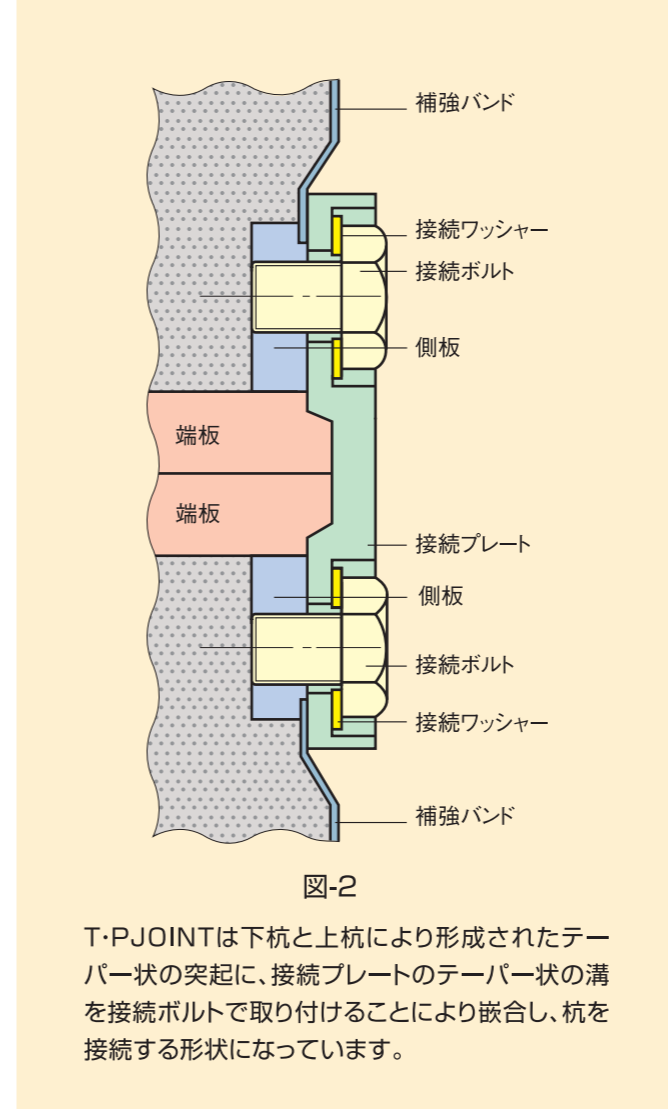 補強バンド
接続ワッシャー
接続ボルト
側板
端板
端板
接続プレート
側板
接続ボルト
接続ワッシャー
補強バンド
図-2
T・PJOINTは下杭と上杭により形成されたテー
パー状の突起に、接続プレートのテーパー状の溝
を接続ボルトで取り付けることにより嵌合し、杭を
接続する形状になっています。